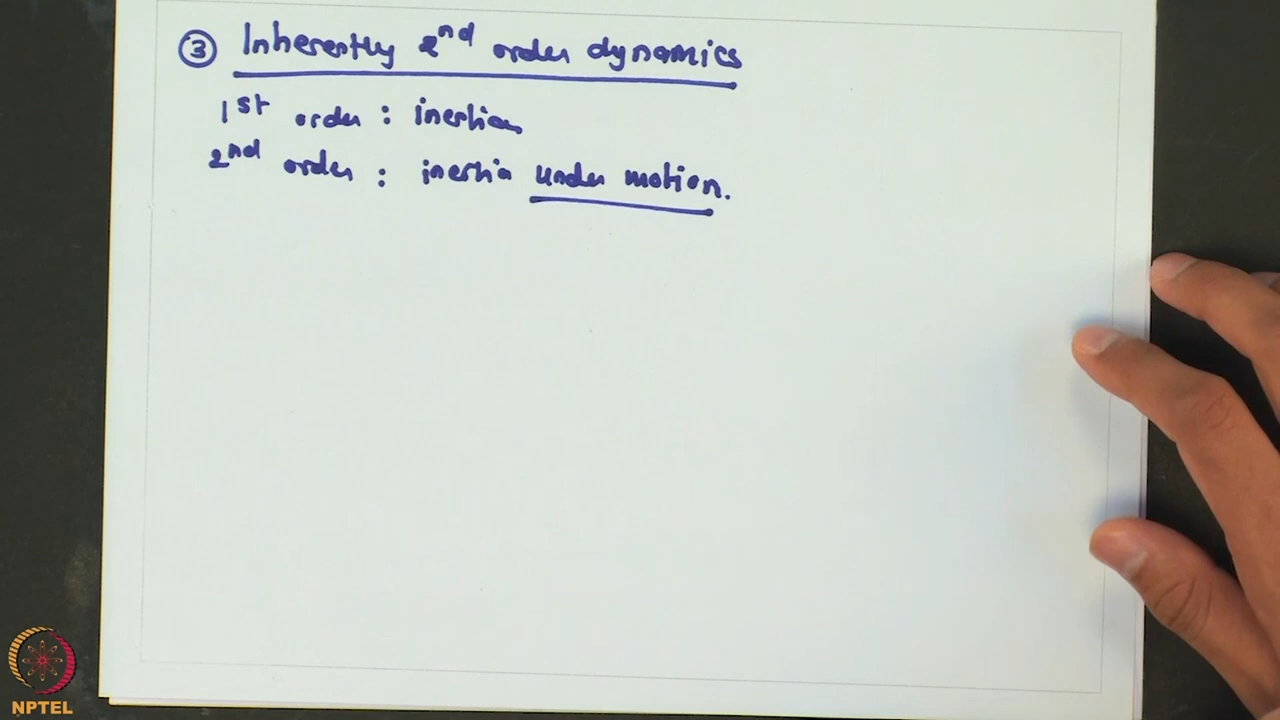 ③ Inherently 2nd order dynamics
1st order : inertia
2nd order : inertia under motion.
NPTEL